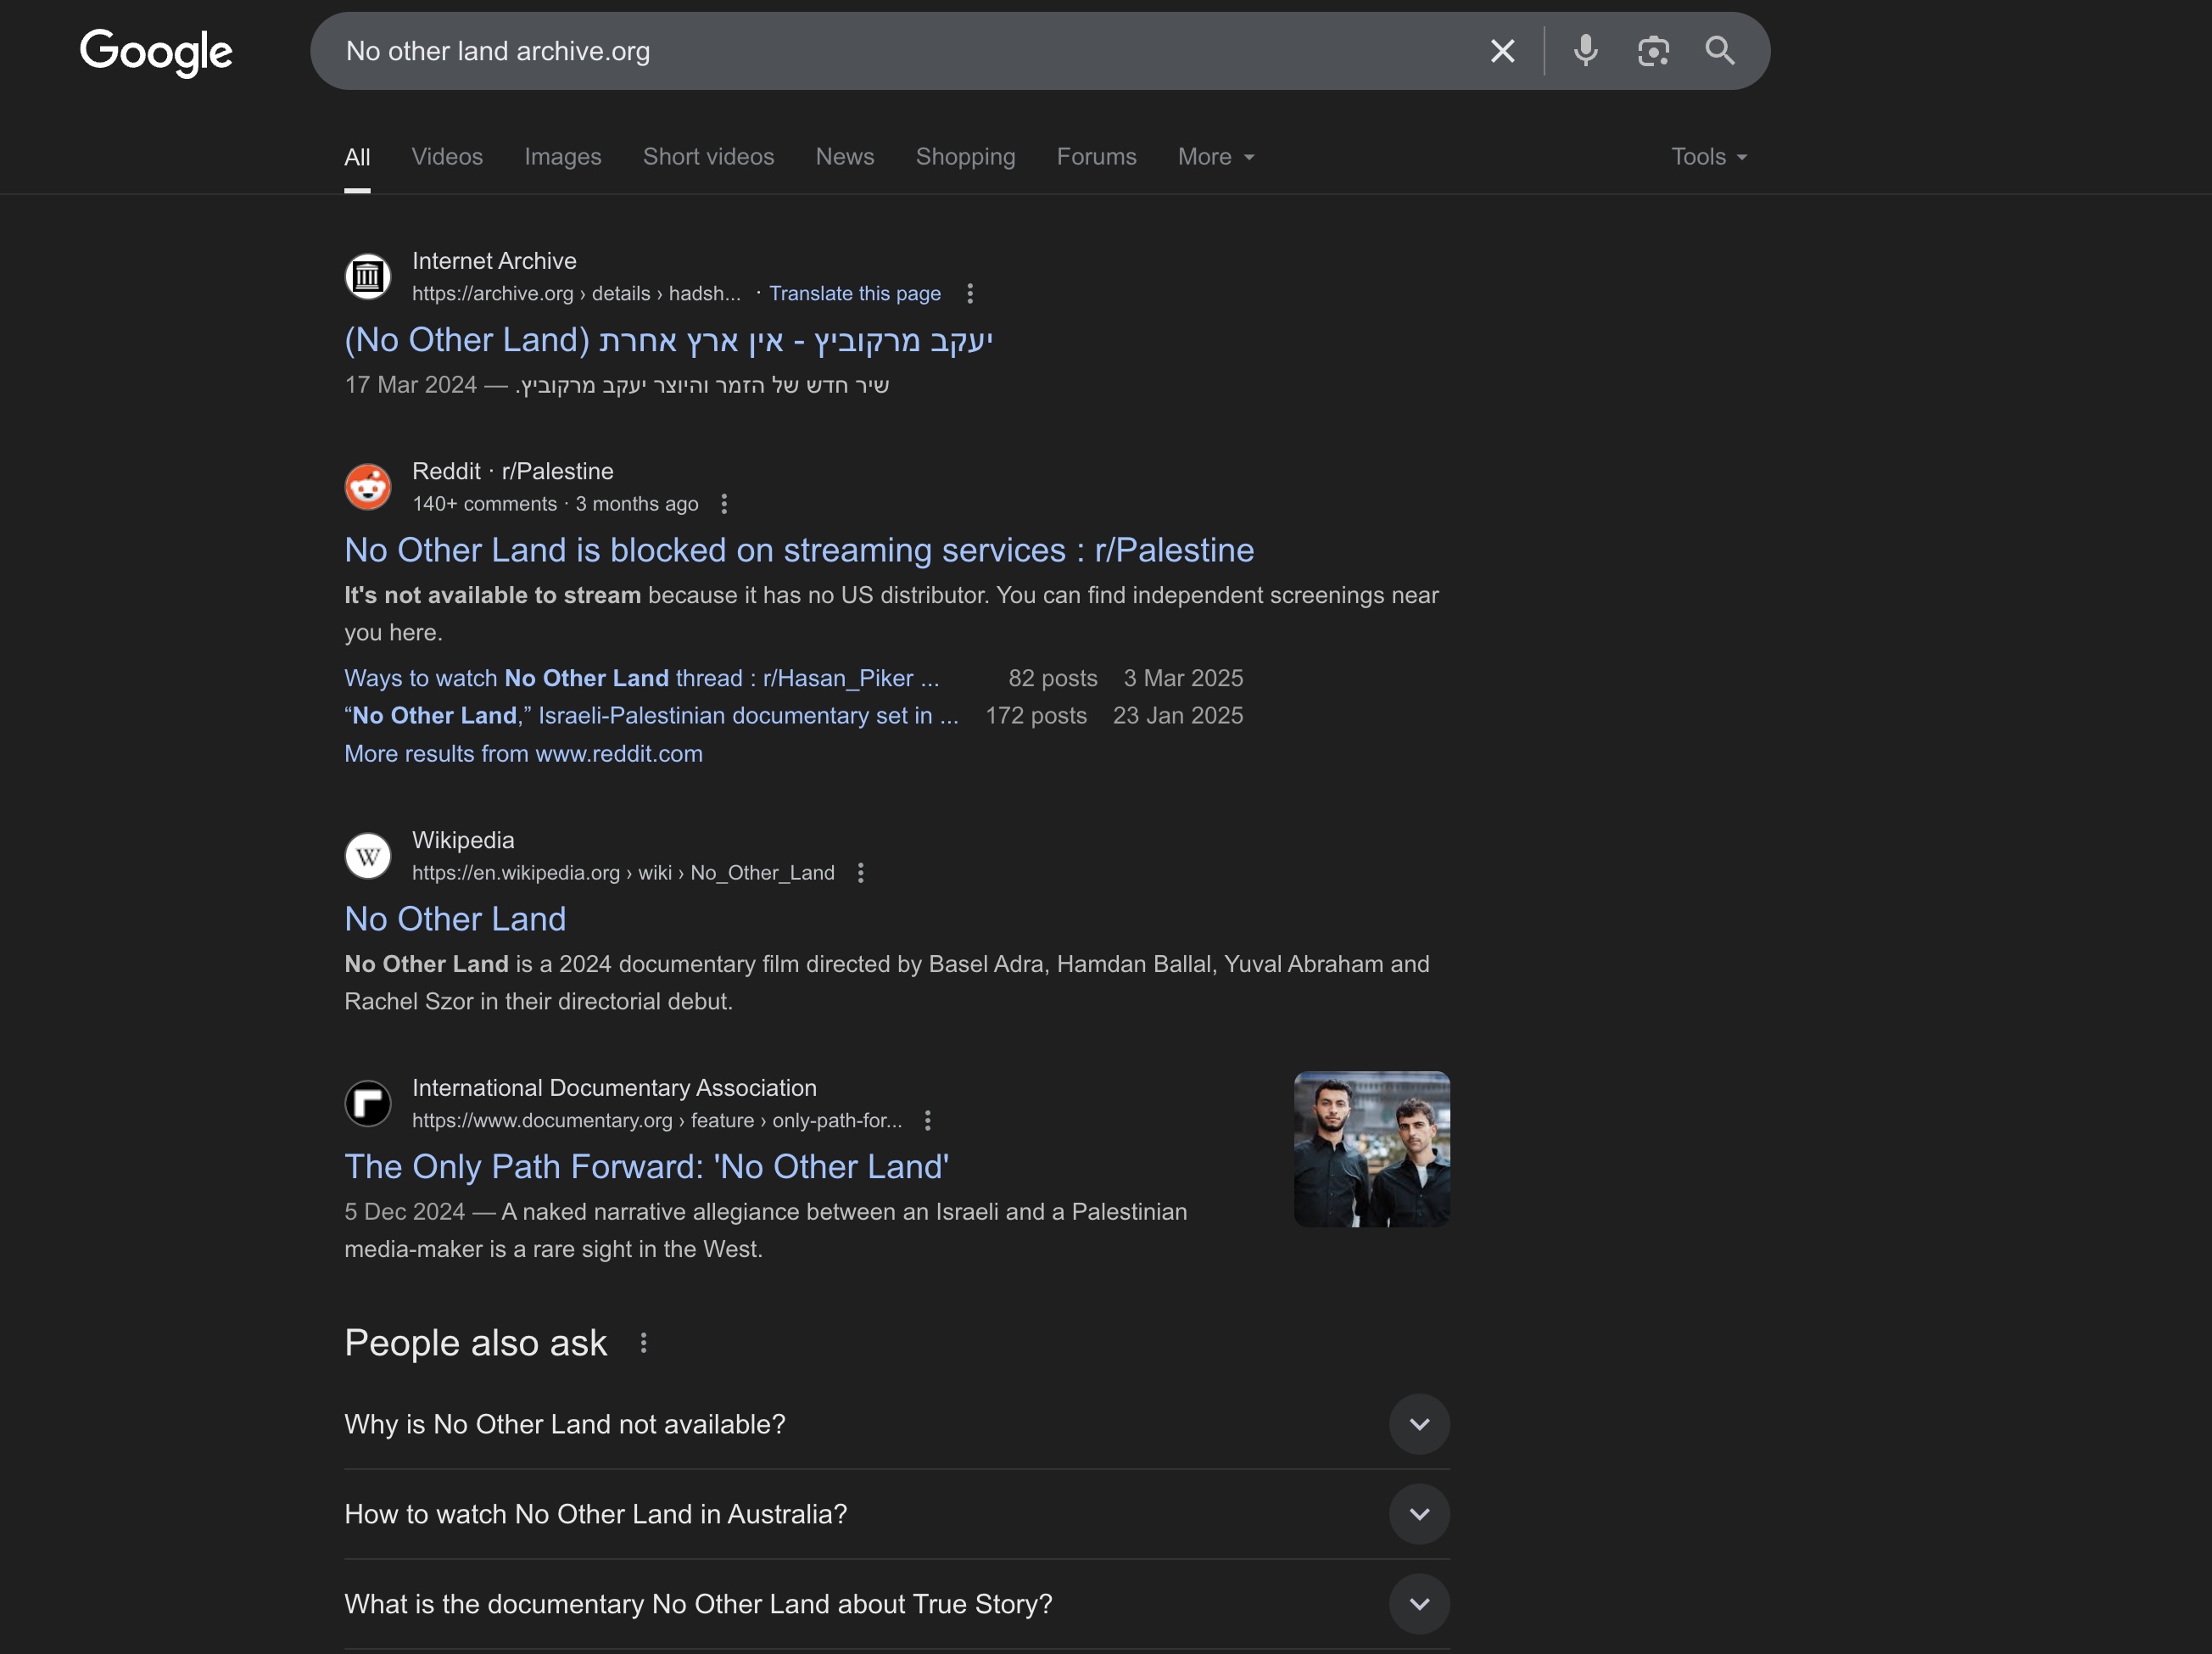 Google
No other land archive.org
All Videos Images Short videos News Shopping Forums More Tools
Internet Archive
https://archive.org › details › hadsh... · Translate this page
(No Other Land) יעקב מרקוביץ - אין ארץ אחרת
17 Mar 2024 — שיר חדש של הזמר והיוצר יעקב מרקוביץ.
Reddit · r/Palestine
140+ comments · 3 months ago
No Other Land is blocked on streaming services : r/Palestine
It's not available to stream because it has no US distributor. You can find independent screenings near
you here.
Ways to watch No Other Land thread : r/Hasan_Piker ... 82 posts 3 Mar 2025
“No Other Land,” Israeli-Palestinian documentary set in ... 172 posts 23 Jan 2025
More results from www.reddit.com
W
Wikipedia
https://en.wikipedia.org › wiki › No_Other_Land
No Other Land
No Other Land is a 2024 documentary film directed by Basel Adra, Hamdan Ballal, Yuval Abraham and
Rachel Szor in their directorial debut.
International Documentary Association
https://www.documentary.org › feature › only-path-for...
The Only Path Forward: 'No Other Land'
5 Dec 2024 — A naked narrative allegiance between an Israeli and a Palestinian
media-maker is a rare sight in the West.
People also ask
Why is No Other Land not available?
How to watch No Other Land in Australia?
What is the documentary No Other Land about True Story?